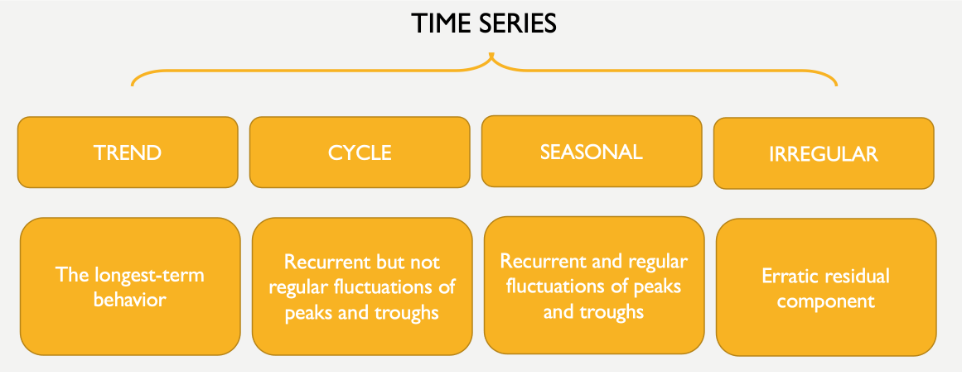 TIME SERIES
TREND
CYCLE
SEASONAL
IRREGULAR
The longest-term
behavior
Recurrent but not
regular fluctuations of
peaks and troughs
Recurrent and regular
fluctuations of peaks
and troughs
Erratic residual
component